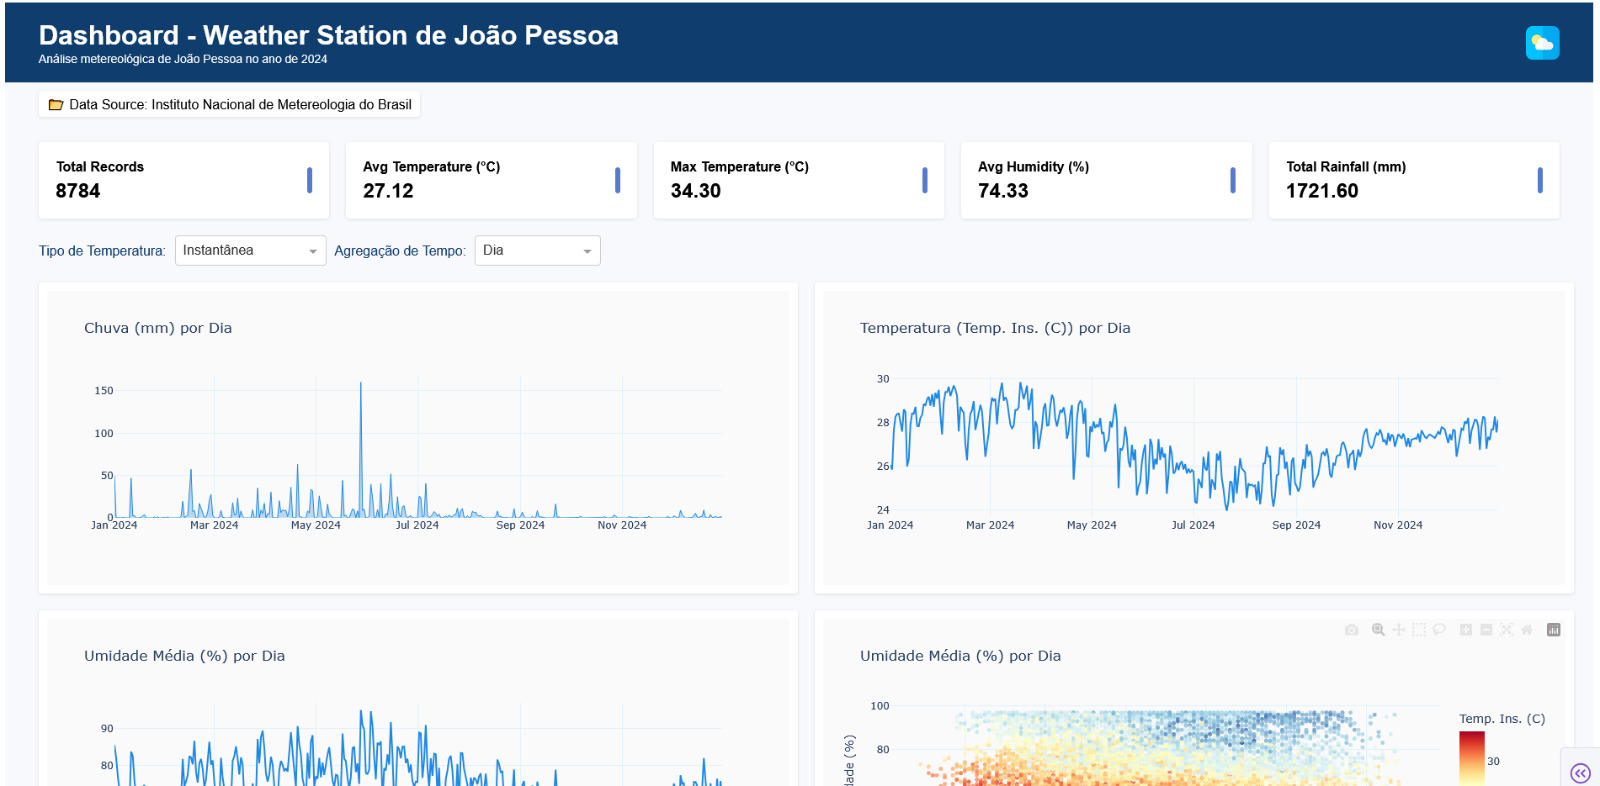 Dashboard - Weather Station de João Pessoa
Análise metereológica de João Pessoa no ano de 2024
Data Source: Instituto Nacional de Metereologia do Brasil
Total Records
8784
Avg Temperature (°C)
27.12
Max Temperature (°C)
34.30
Avg Humidity (%)
74.33
Total Rainfall (mm)
1721.60
Tipo de Temperatura: Instantânea Agregação de Tempo: Dia
Chuva (mm) por Dia
150
100
50
0
Jan 2024 Mar 2024 May 2024 Jul 2024 Sep 2024 Nov 2024
Temperatura (Temp. Ins. (C)) por Dia
30
28
26
24
Jan 2024 Mar 2024 May 2024 Jul 2024 Sep 2024 Nov 2024
Umidade Média (%) por Dia
90
80
Umidade Média (%) por Dia
100
80
dade (%)
Temp. Ins. (C)
30